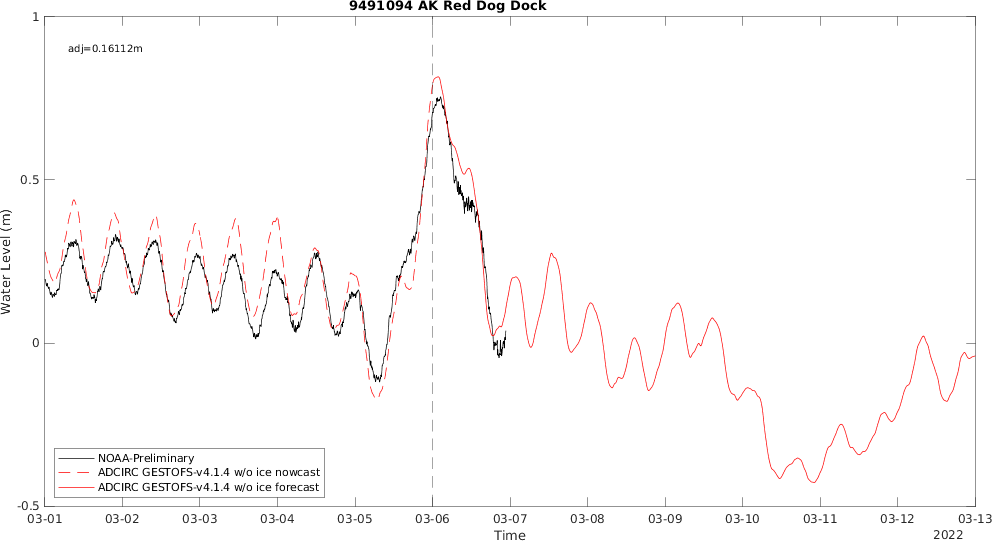 9491094 AK Red Dog Dock
adj=0.16112m
Water Level (m)
1
0.5
0
-0.5
NOAA-Preliminary
ADCIRC GESTOFS-v4.1.4 w/o ice nowcast
ADCIRC GESTOFS-v4.1.4 w/o ice forecast
03-01 03-02 03-03 03-04 03-05 03-06 03-07 03-08 03-09 03-10 03-11 03-12 03-13
Time
2022